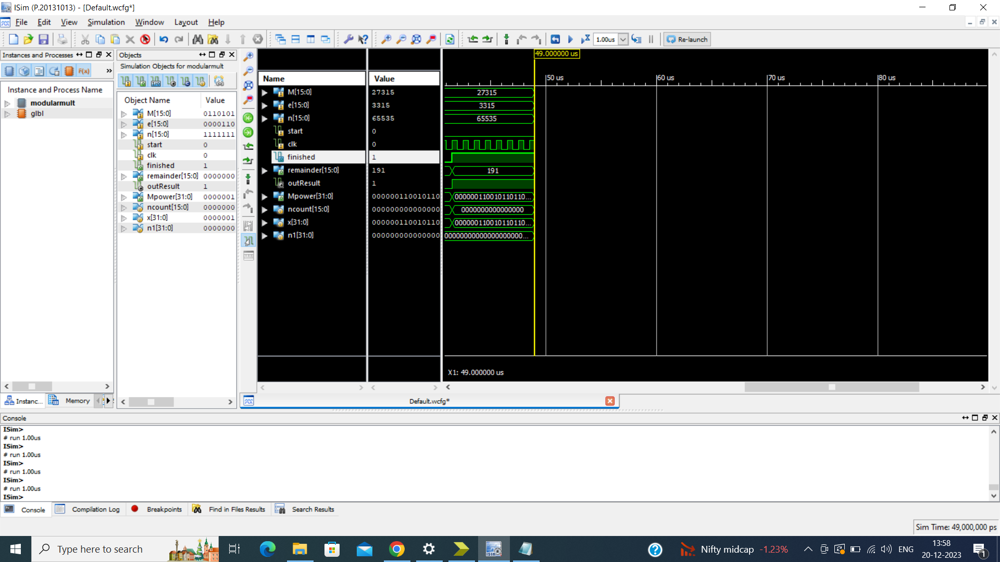 ISim (P.20131013) - [Default.wcfg*]
File Edit View Simulation Window Layout Help
1.00us
Re-launch
Instances and Processes
F(x)
»
Instance and Process Name
modularmult
glbl
Instanc...
Memory
Objects
Simulation Objects for modularmult
Object Name Value
M[15:0] 0110101
e[15:0] 0000110
n[15:0] 1111111
start 0
clk 0
finished 1
remainder[15:0] 0000000
outResult 1
Mpower[31:0] 0000001
ncount[15:0] 0000000
x[31:0] 0000001
n1[31:0] 0000000
49.000000 us
50 us 60 us 70 us 80 us
Name Value
M[15:0] 27315 27315
e[15:0] 3315 3315
n[15:0] 65535 65535
start 0
clk 0
finished 1
remainder[15:0] 191 191
outResult 1
Mpower[31:0] 000000110010110 000000110010110110...
ncount[15:0] 000000000000000 0000000000000000
x[31:0] 000000110010110 000000110010110110...
n1[31:0] 000000000000000 00000000000000000000...
X1: 49.000000 us
Default.wcfg*
Console
ISim>
# run 1.00us
ISim>
# run 1.00us
ISim>
# run 1.00us
ISim>
# run 1.00us
ISim>
Console Compilation Log Breakpoints Find in Files Results Search Results
Sim Time: 49,000,000 ps
Type here to search
ISim
Nifty midcap -1.23%
ENG
13:58
20-12-2023
1